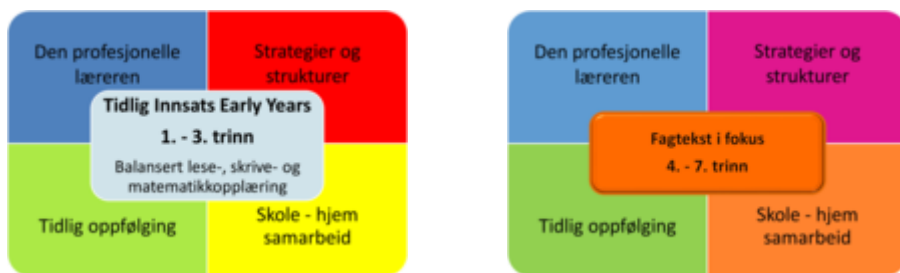 Den profesjonelle
læreren
Strategier og
strukturer
Tidlig Innsats Early Years
1. - 3. trinn
Balansert lese-, skrive- og
matematikkopplæring
Tidlig oppfølging
Skole - hjem
samarbeid
Den profesjonelle
læreren
Strategier og
strukturer
Fagtekst i fokus
4. - 7. trinn
Tidlig oppfølging
Skole - hjem
samarbeid